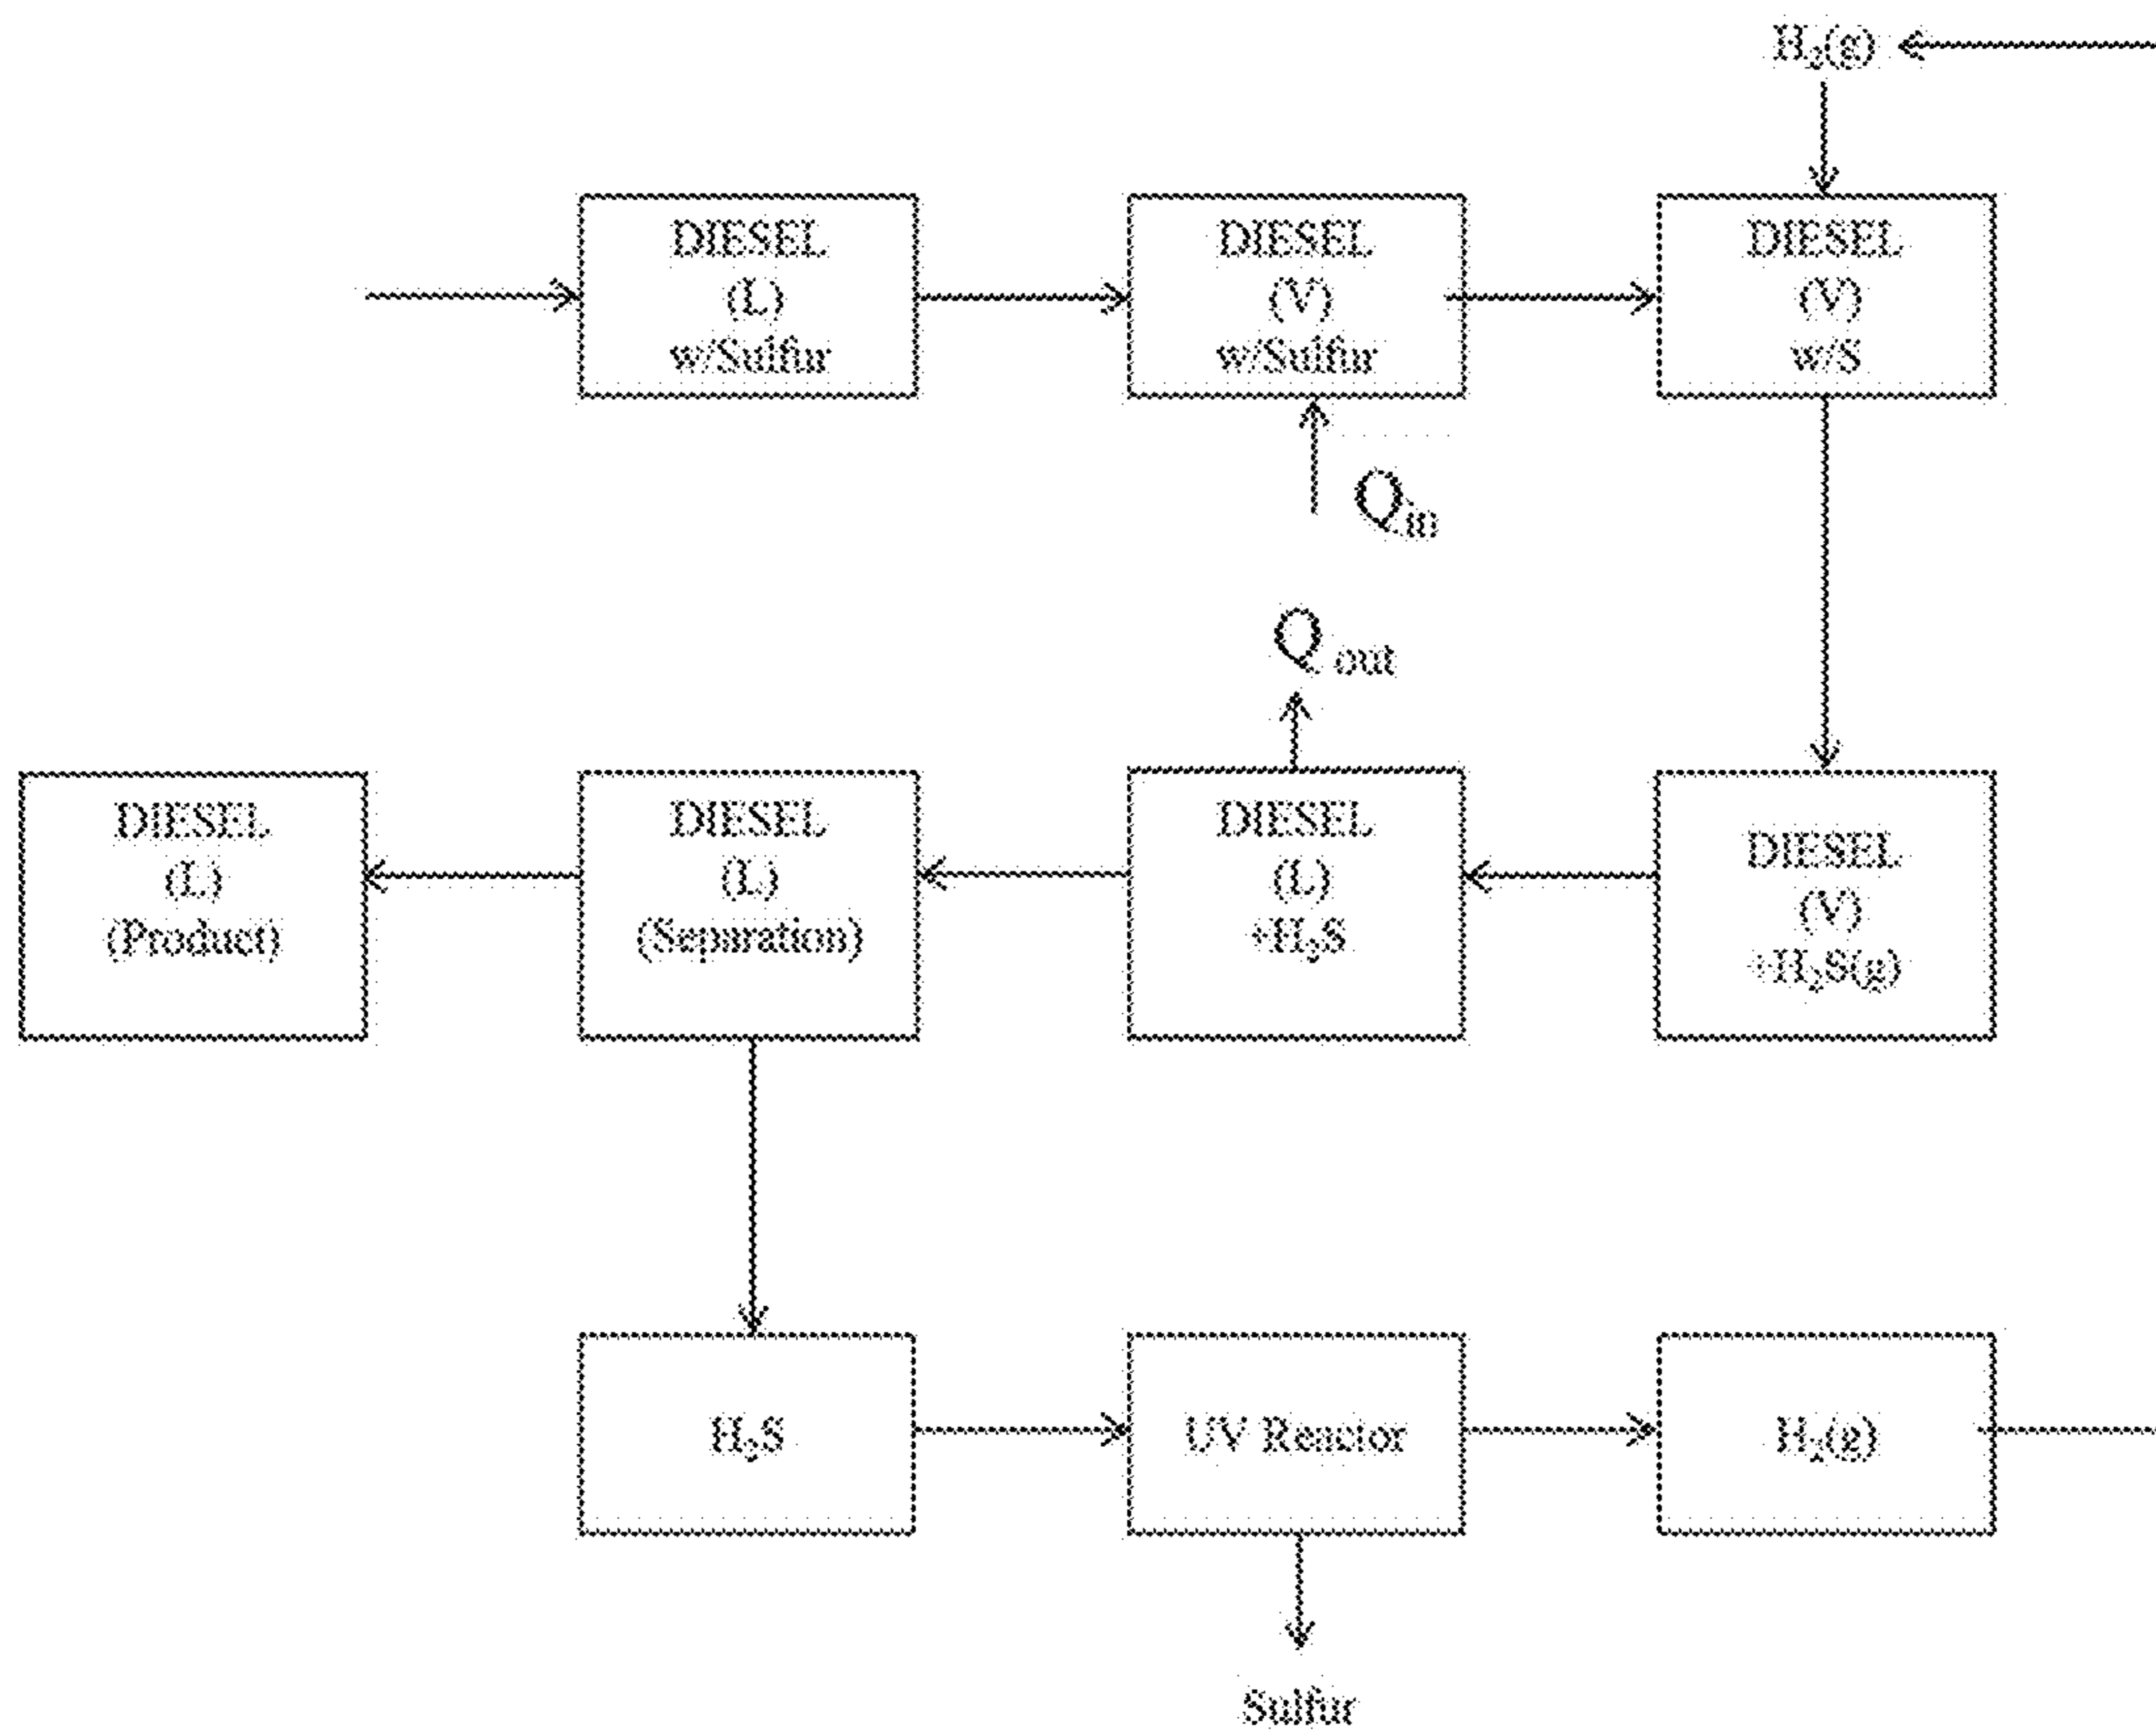 H₂(g)
DIESEL
(L)
w/Sulfur
DIESEL
(V)
w/Sulfur
DIESEL
(V)
w/S
Qin
Q out
DIESEL
(L)
(Product)
DIESEL
(L)
(Separation)
DIESEL
(L)
+H₂S
DIESEL
(V)
+H₂S(g)
H₂S
UV Reactor
H₂(g)
Sulfur